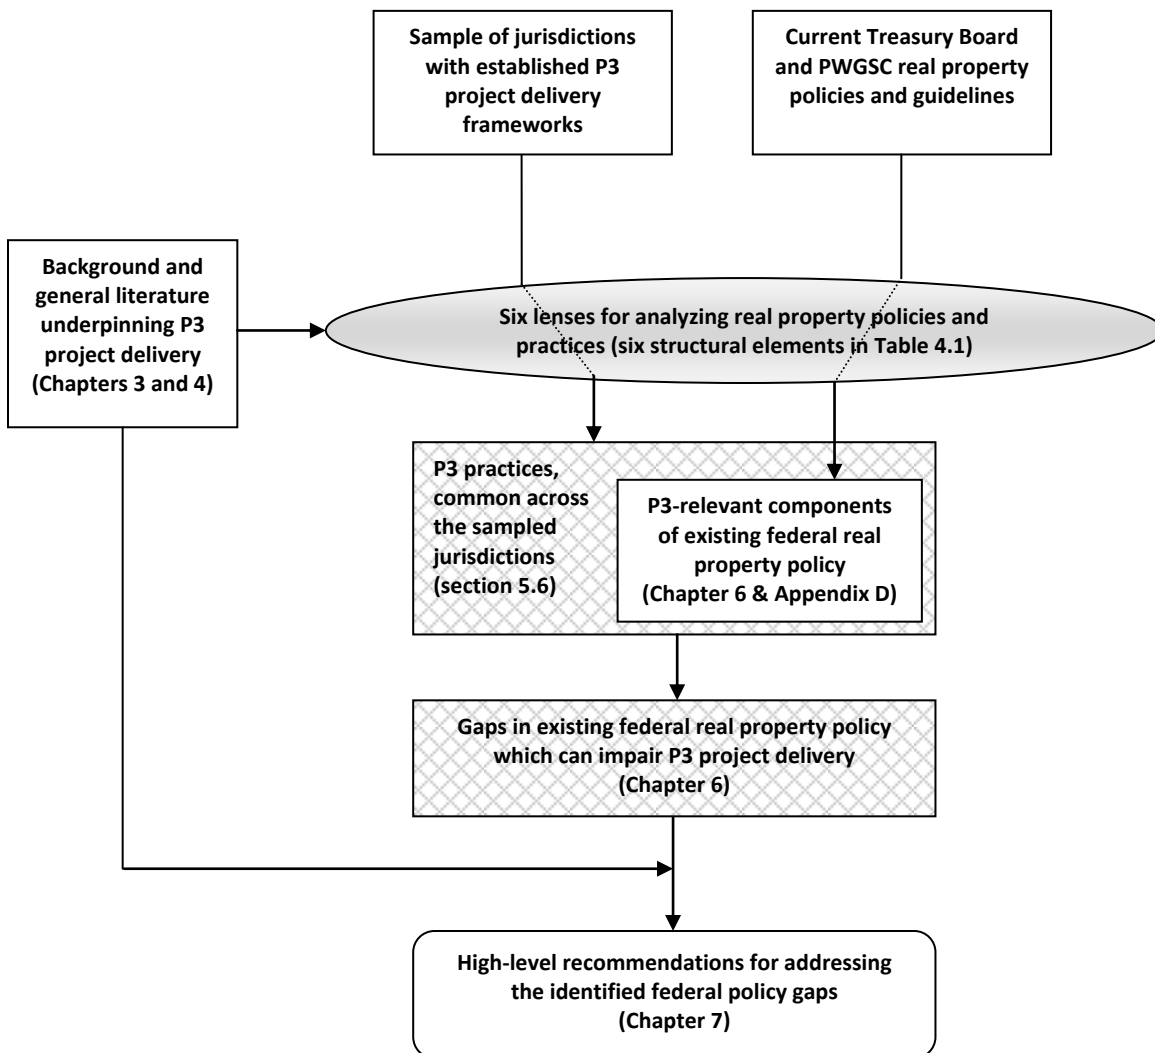 Sample of jurisdictions
with established P3
project delivery
frameworks
Current Treasury Board
and PWGSC real property
policies and guidelines
Background and
general literature
underpinning P3
project delivery
(Chapters 3 and 4)
Six lenses for analyzing real property policies and
practices (six structural elements in Table 4.1)
P3 practices,
common across
the sampled
jurisdictions
(section 5.6)
P3-relevant components
of existing federal real
property policy
(Chapter 6 & Appendix D)
Gaps in existing federal real property policy
which can impair P3 project delivery
(Chapter 6)
High-level recommendations for addressing
the identified federal policy gaps
(Chapter 7)